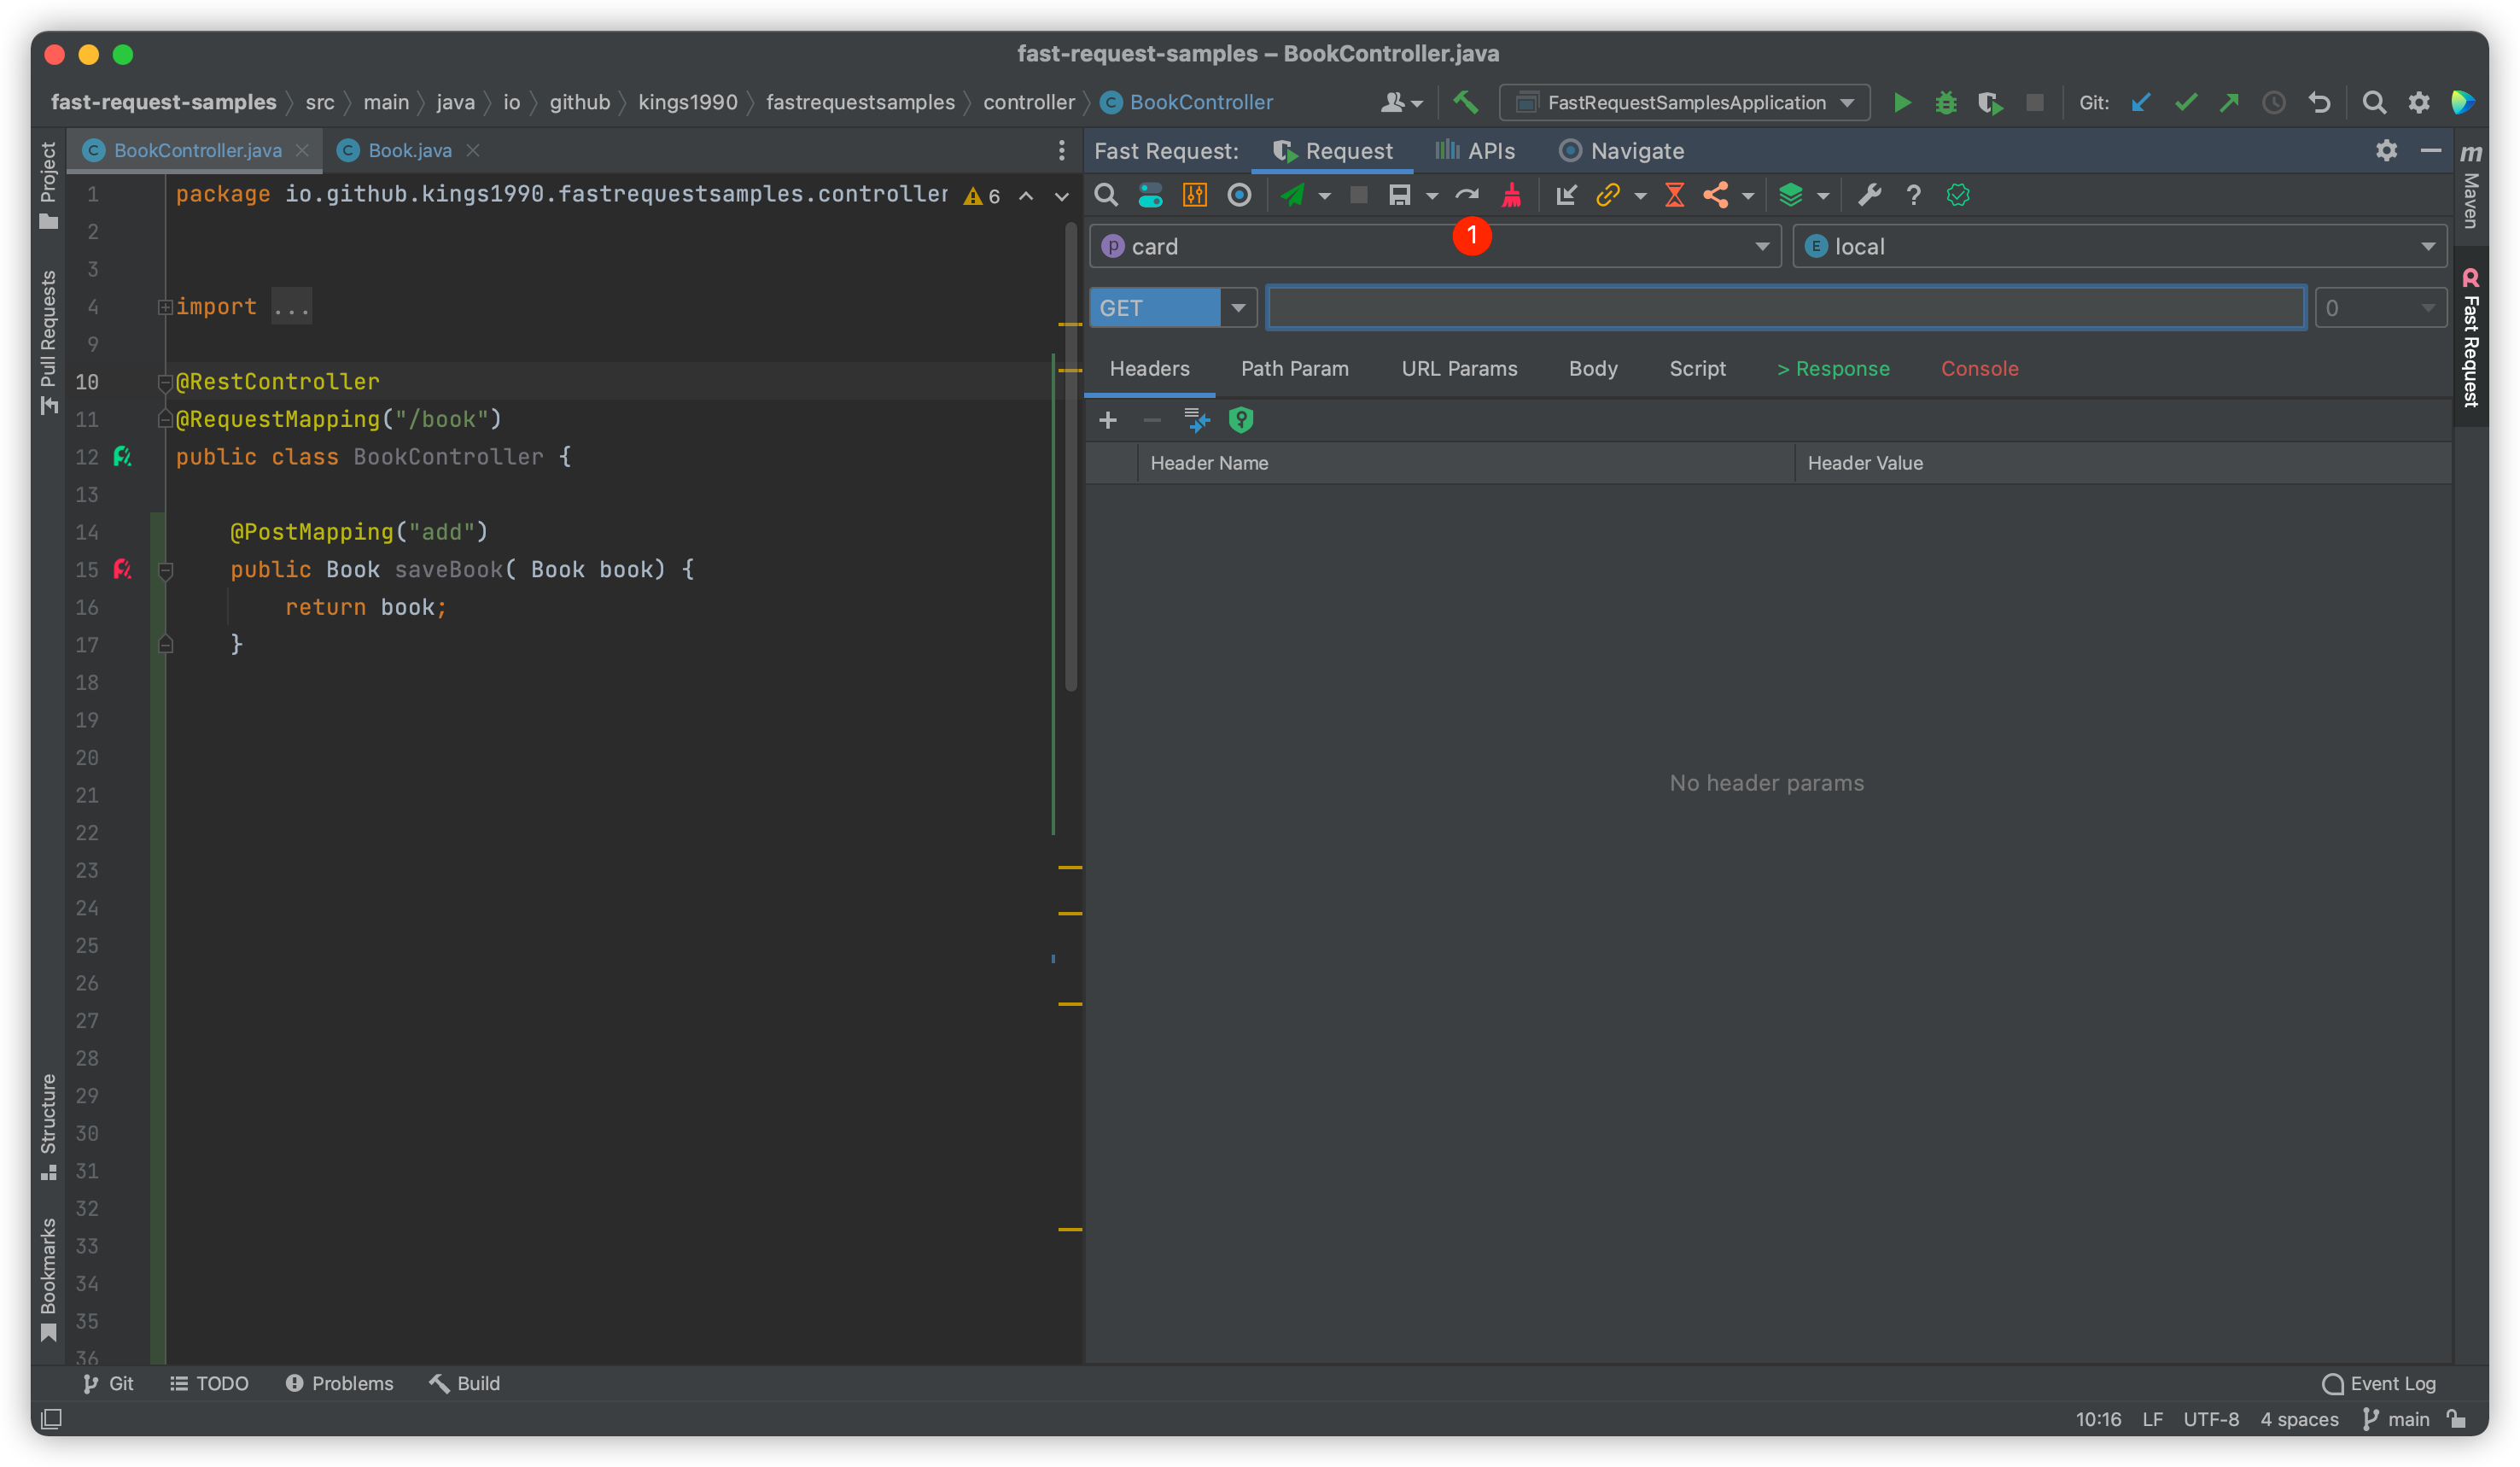 fast-request-samples – BookController.java
fast-request-samples src main java io github kings1990 fastrequestsamples controller C BookController FastRequestSamplesApplication Git:
Project
Pull Requests
Structure
Bookmarks
C BookController.java C Book.java
1 package io.github.kings1990.fastrequestsamples.controller 6
2
3
4 import ...
9
10 @RestController
11 @RequestMapping("/book")
12 public class BookController {
13
14 @PostMapping("add")
15 public Book saveBook( Book book) {
16 return book;
17 }
18
19
20
21
22
23
24
25
26
27
28
29
30
31
32
33
34
35
36
Fast Request: Request APIs Navigate
?
1
p card E local
GET 0
Headers Path Param URL Params Body Script > Response Console
Header Name Header Value
No header params
m Maven
Fast Request
Git TODO Problems Build Event Log
10:16 LF UTF-8 4 spaces main